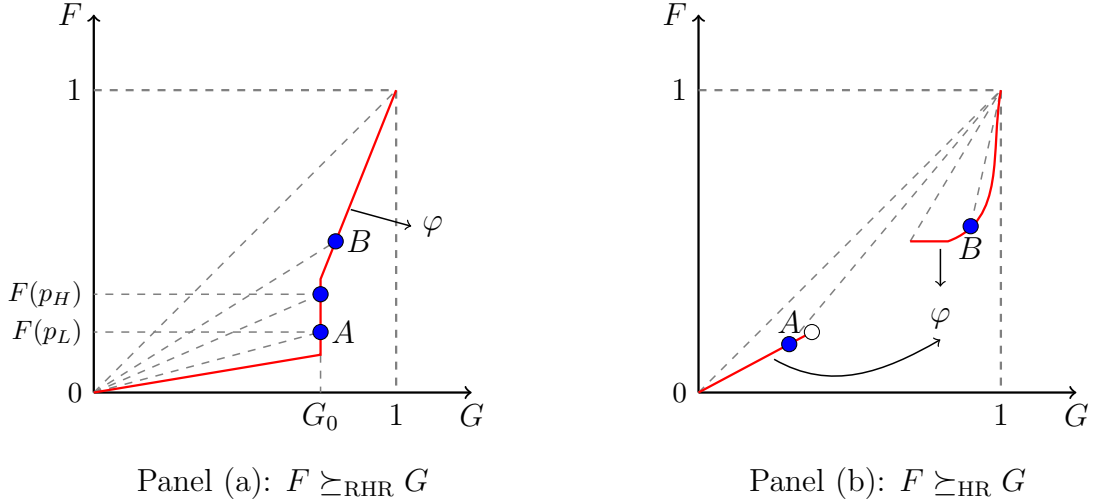 F
1
φ
B
F(p_H)
F(p_L)
A
0
G_0
1
G
Panel (a): F ⪰_RHR G
F
1
B
φ
A
0
1
G
Panel (b): F ⪰_HR G